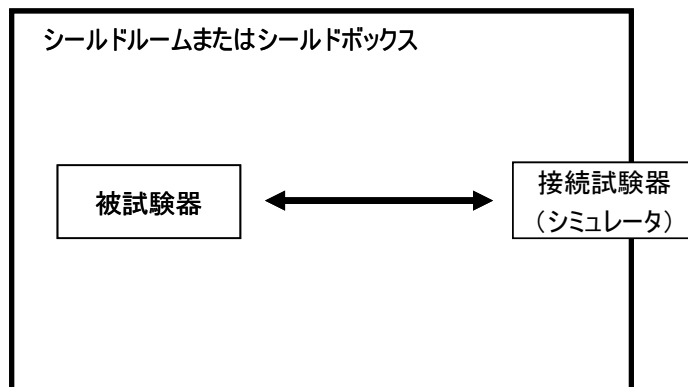 シールドルームまたはシールドボックス
被試験器
接続試験器
（シミュレータ）